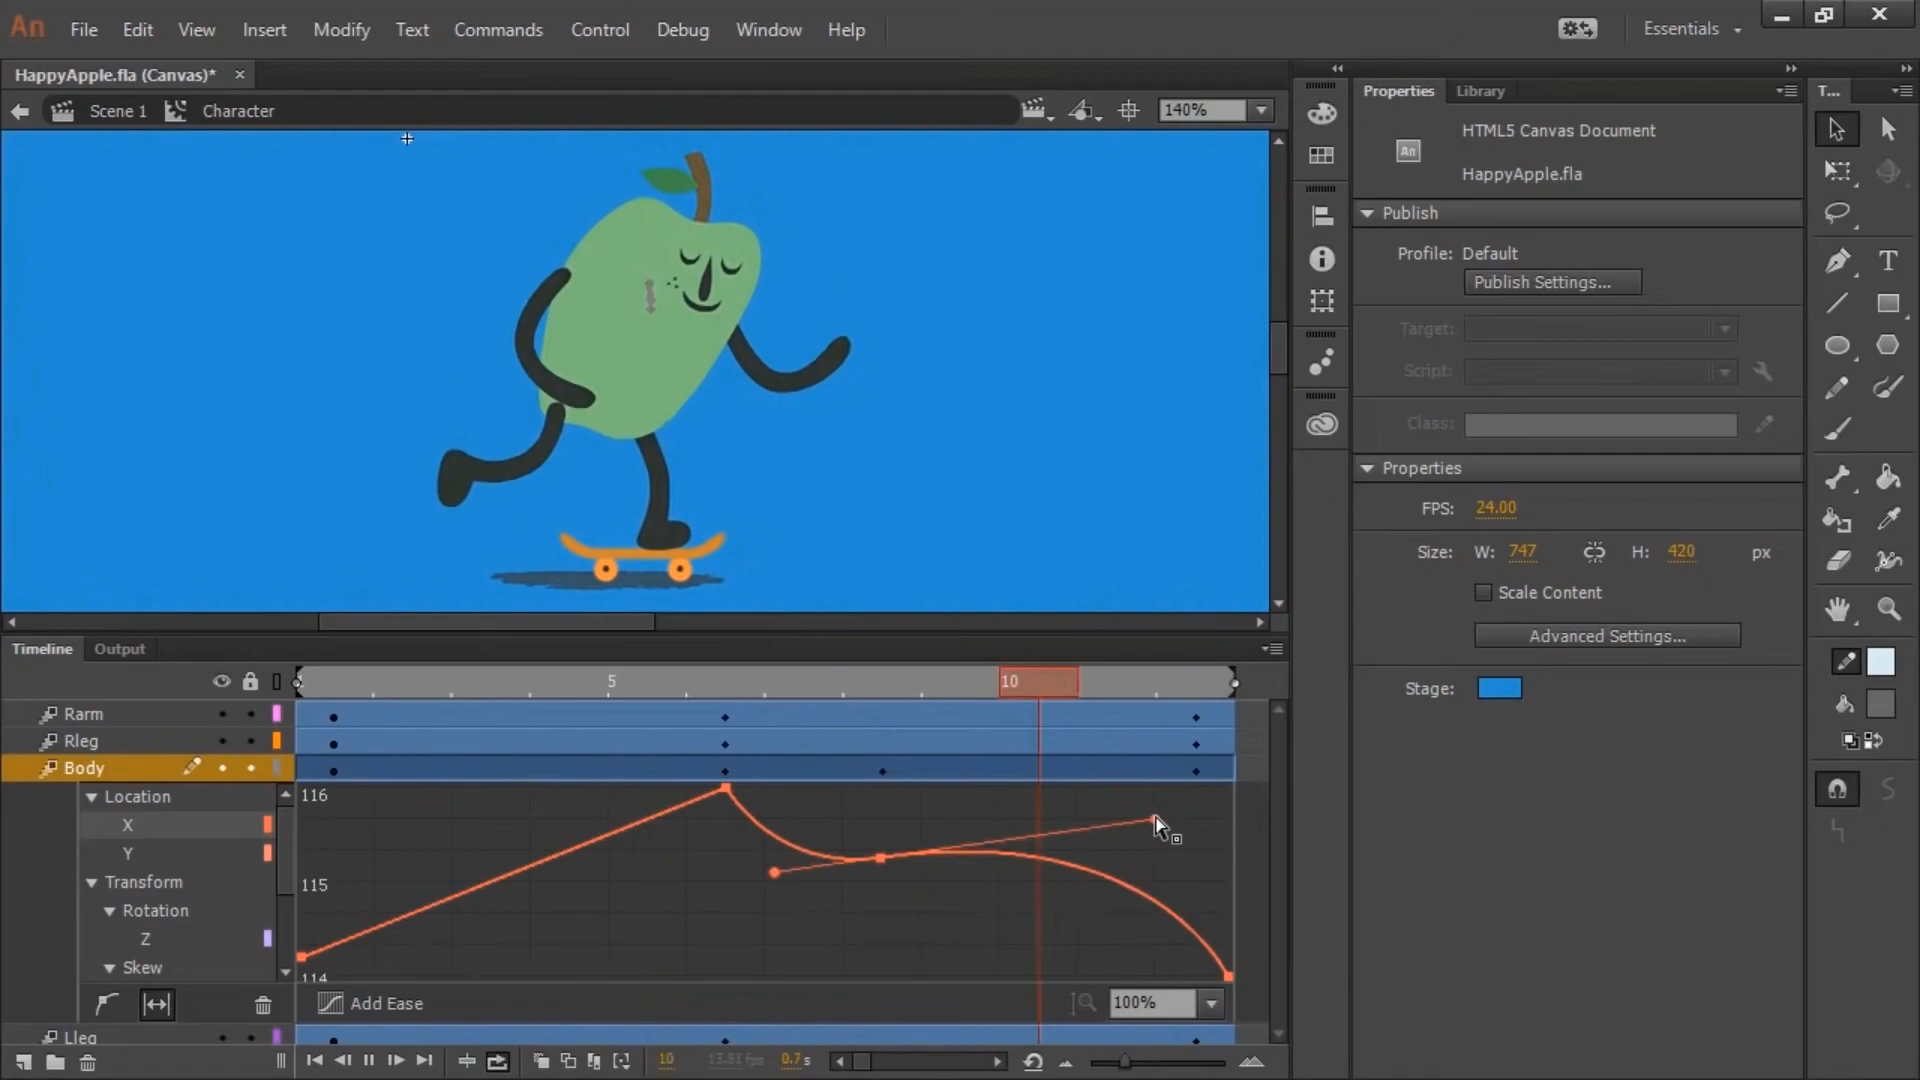 An File Edit View Insert Modify Text Commands Control Debug Window Help Essentials
HappyApple.fla (Canvas)* ×
Scene 1 Character 140%
Properties Library T...
HTML5 Canvas Document
An
HappyApple.fla
Publish
Profile: Default
Publish Settings...
Target:
Script:
Class:
Properties
FPS: 24.00
Size: W: 747 H: 420 px
Scale Content
Advanced Settings...
Stage:
Timeline Output
5 10
Rarm
Rleg
Body
Location 116
X
Y
Transform 115
Rotation
Z
Skew 114
Add Ease 100%
Lleg
10 0.7 s